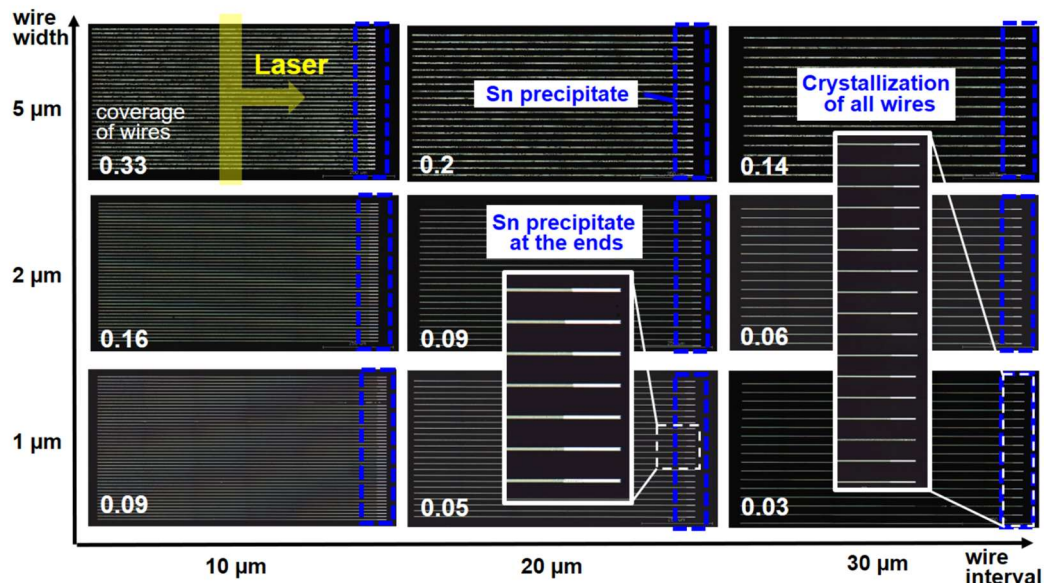 wire
width
5 µm
2 µm
1 µm
Laser
coverage
of wires
0.33
Sn precipitate
0.2
Crystallization
of all wires
0.14
0.16
Sn precipitate
at the ends
0.09
0.06
0.09
0.05
0.03
10 µm
20 µm
30 µm
wire
interval